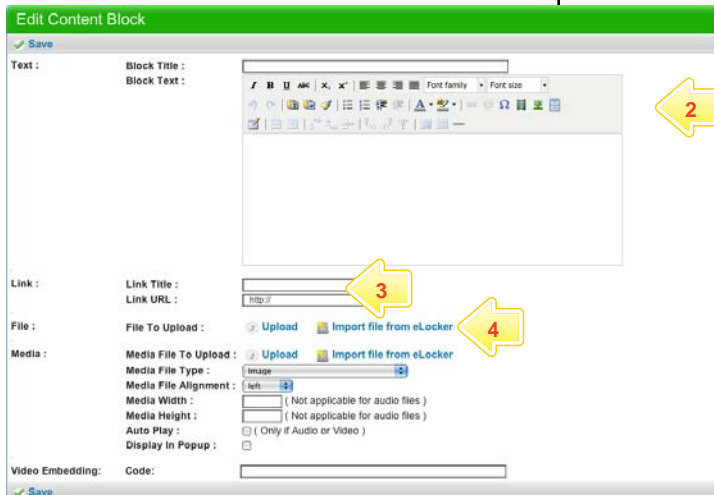 Edit Content Block
Save
Text : Block Title :
Block Text :
I B U ABC X, x' Font family Font size
A Ω
2
Link : Link Title :
3
Link URL : http://
File : File To Upload : Upload Import file from eLocker
4
Media : Media File To Upload : Upload Import file from eLocker
Media File Type : Image
Media File Alignment : left
Media Width : ( Not applicable for audio files )
Media Height : ( Not applicable for audio files )
Auto Play : ( Only if Audio or Video )
Display In Popup :
Video Embedding: Code:
Save